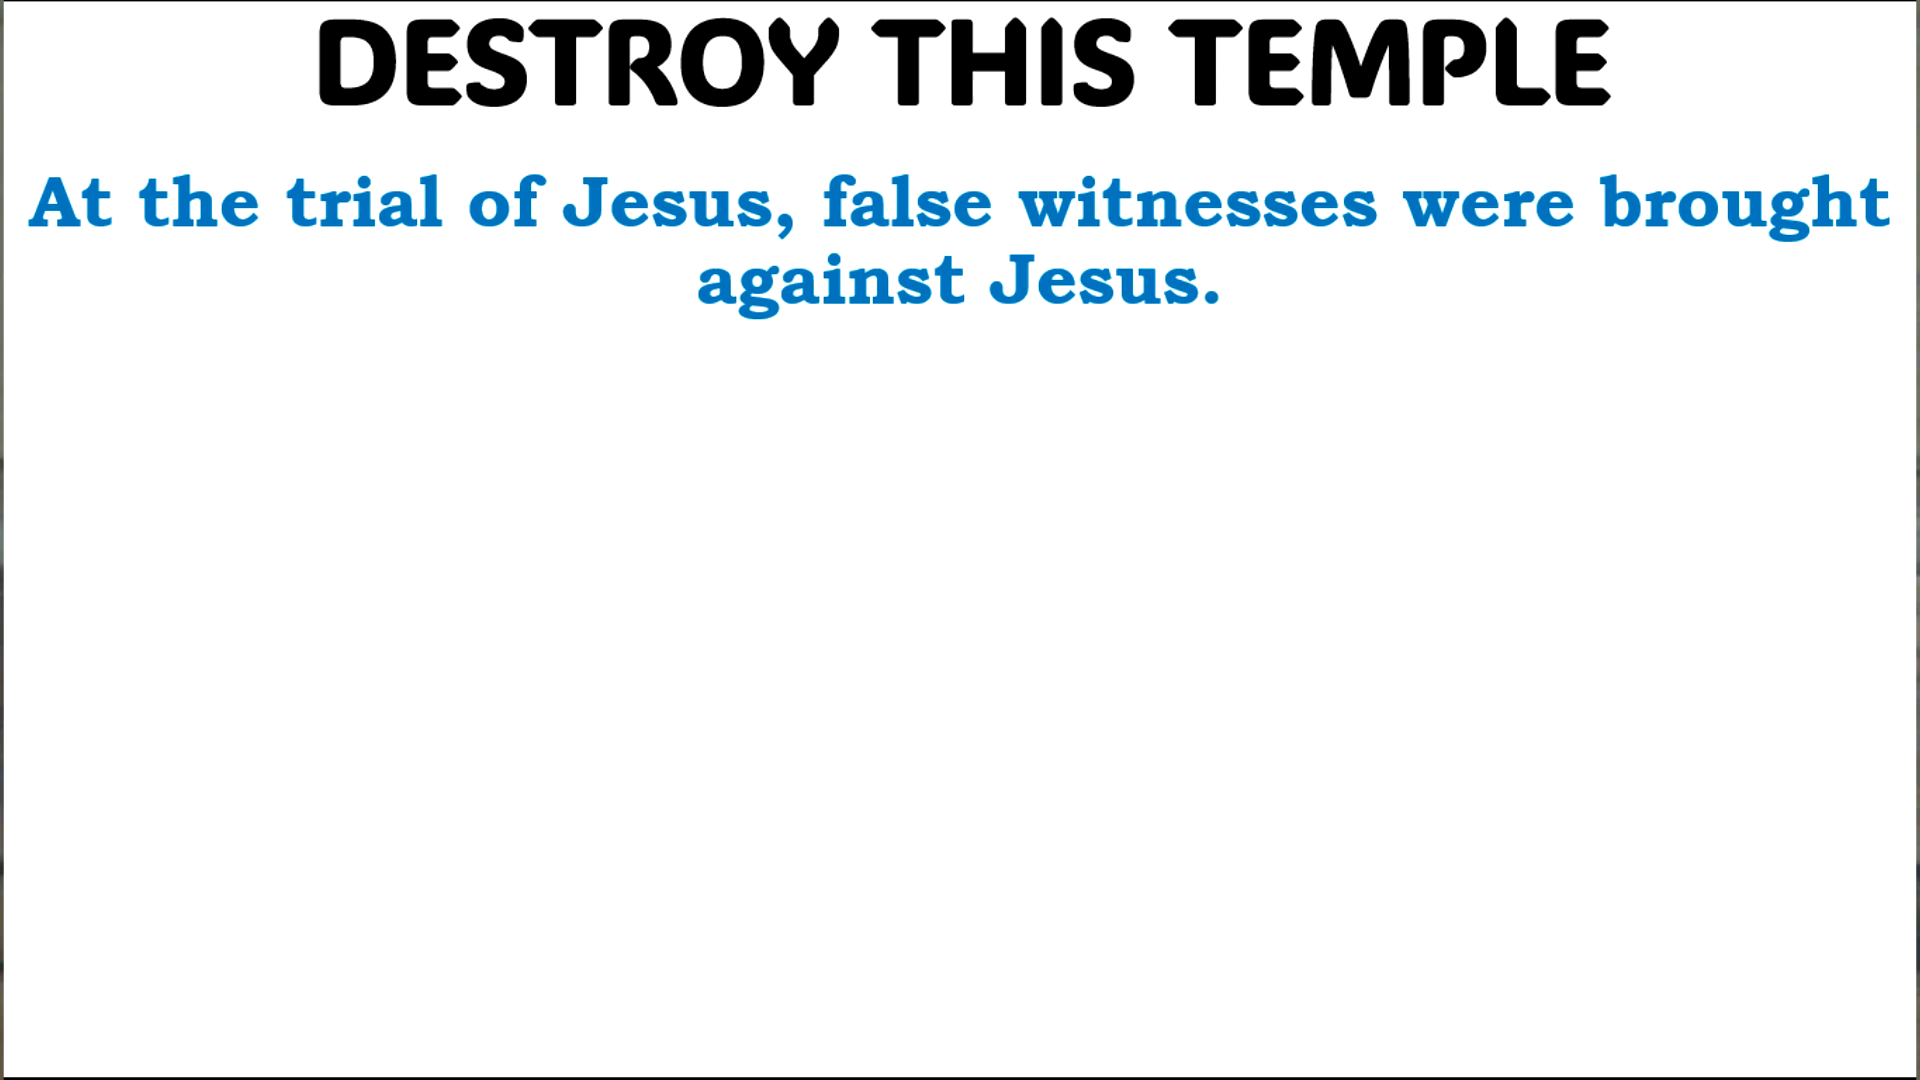 DESTROY THIS TEMPLE
At the trial of Jesus, false witnesses were brought
against Jesus.